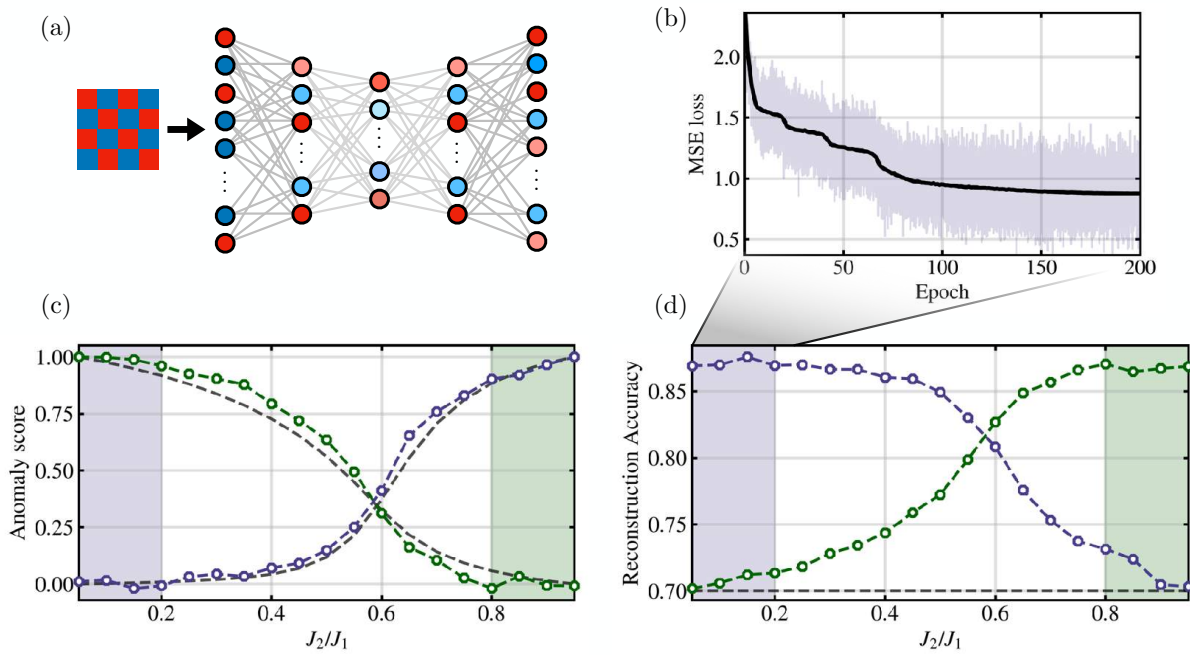 (a)
(b)
2.0
1.5
1.0
0.5
MSE loss
0
50
100
150
200
Epoch
(c)
1.00
0.75
0.50
0.25
0.00
Anomaly score
0.2
0.4
0.6
0.8
J₂/J₁
(d)
0.85
0.80
0.75
0.70
Reconstruction Accuracy
0.2
0.4
0.6
0.8
J₂/J₁